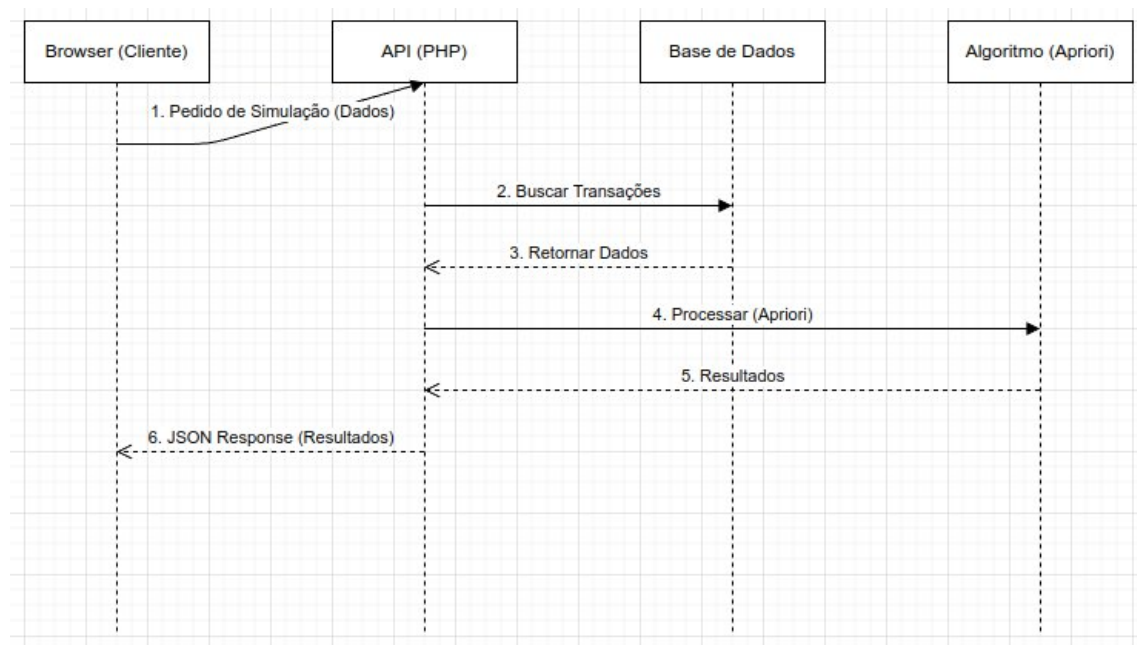 Browser (Cliente)
API (PHP)
Base de Dados
Algoritmo (Apriori)
1. Pedido de Simulação (Dados)
2. Buscar Transações
3. Retornar Dados
4. Processar (Apriori)
5. Resultados
6. JSON Response (Resultados)